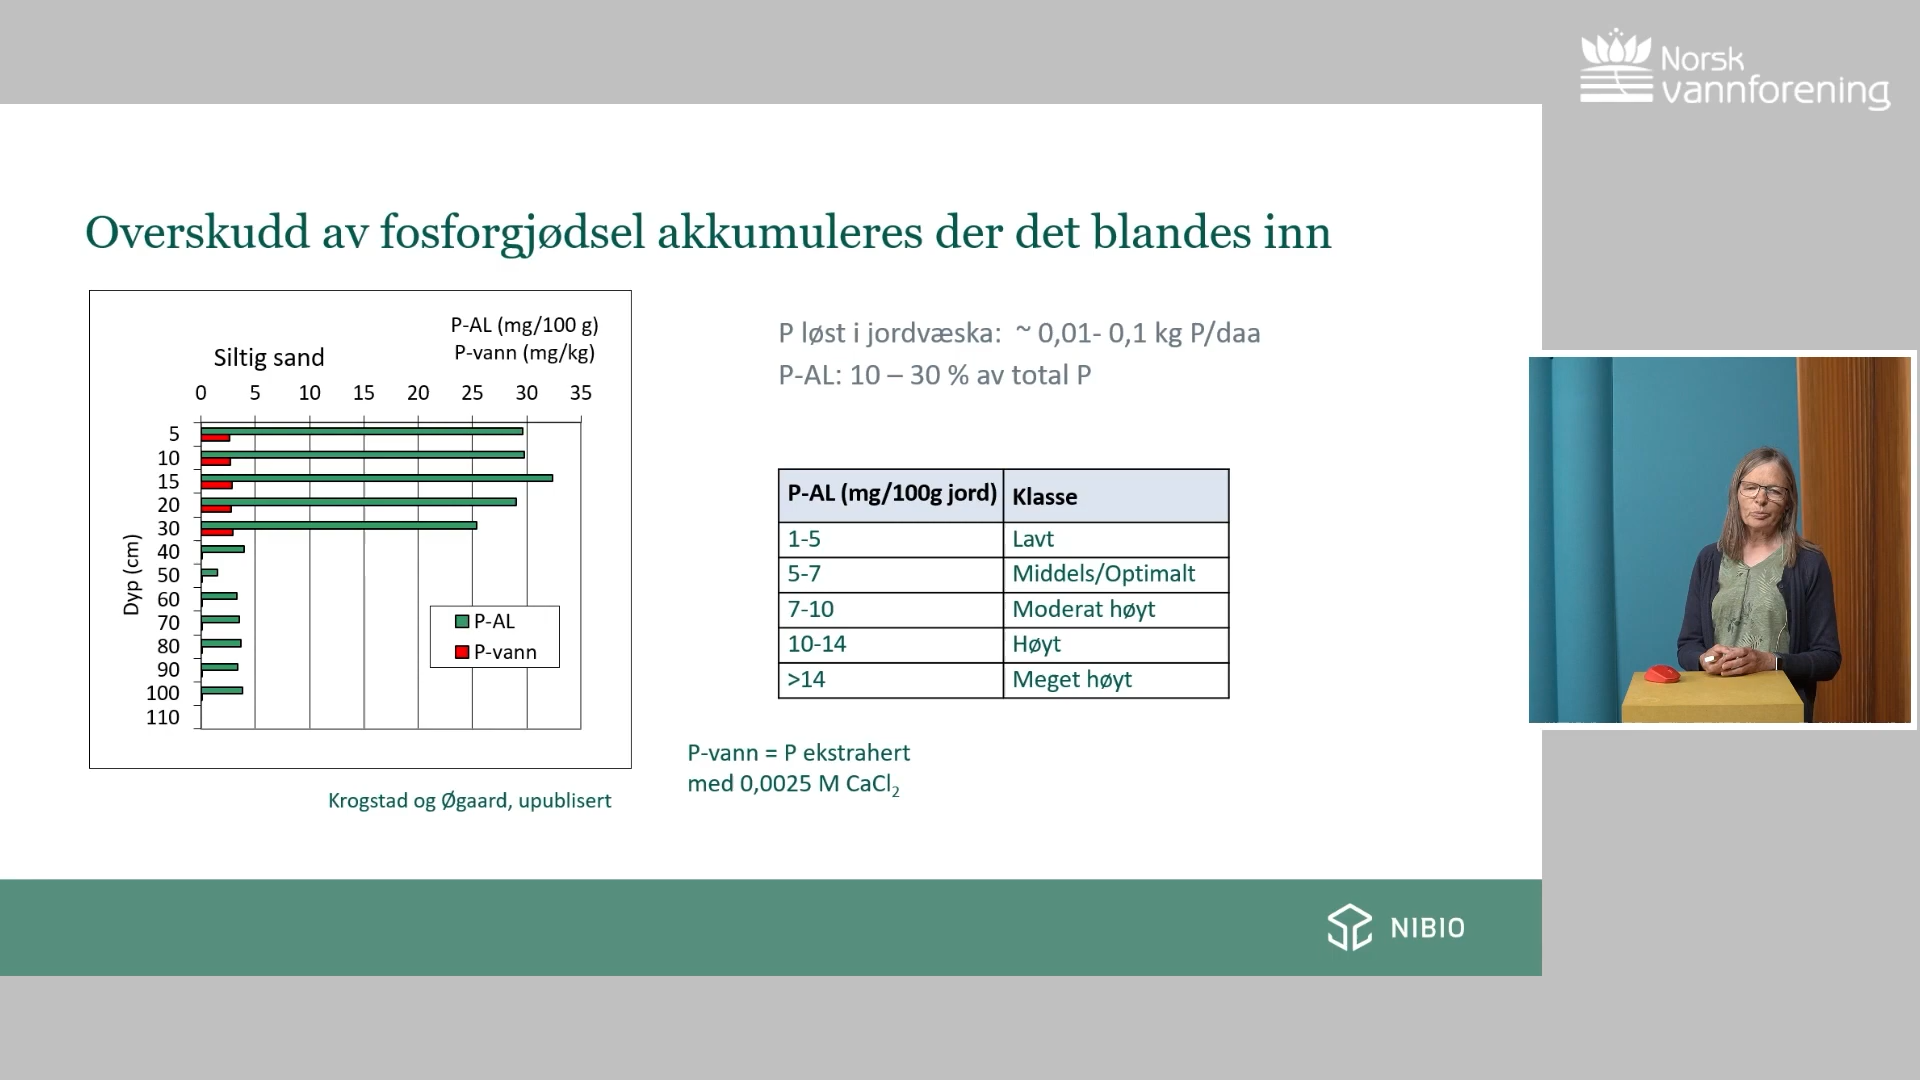 Norsk
vannforening
Overskudd av fosforgjødsel akkumuleres der det blandes inn
P-AL (mg/100 g)
P-vann (mg/kg)
Siltig sand
0 5 10 15 20 25 30 35
5
10
15
20
30
40
50
60
70
80
90
100
110
Dyp (cm)
P-AL
P-vann
Krogstad og Øgaard, upublisert
P løst i jordvæska: ~ 0,01- 0,1 kg P/daa
P-AL: 10 – 30 % av total P
P-AL (mg/100g jord) Klasse
1-5 Lavt
5-7 Middels/Optimalt
7-10 Moderat høyt
10-14 Høyt
>14 Meget høyt
P-vann = P ekstrahert
med 0,0025 M CaCl₂
NIBIO